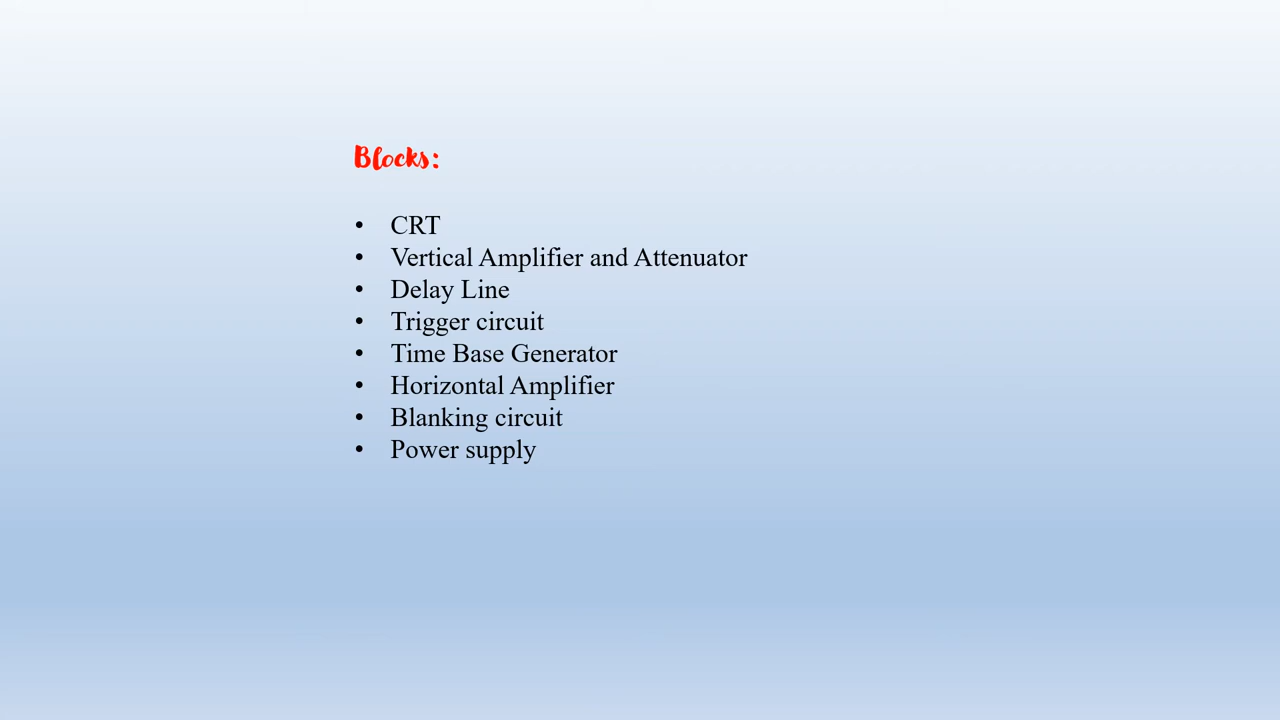 Blocks:
• CRT
• Vertical Amplifier and Attenuator
• Delay Line
• Trigger circuit
• Time Base Generator
• Horizontal Amplifier
• Blanking circuit
• Power supply